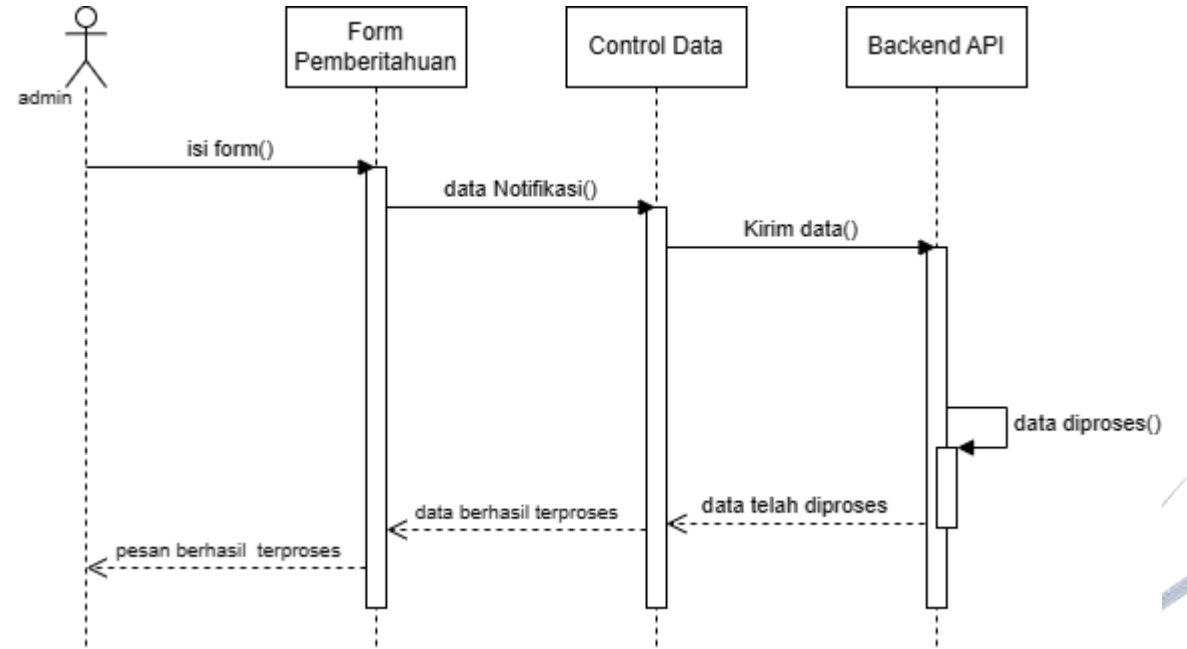 admin
Form
Pemberitahuan
Control Data
Backend API
isi form()
data Notifikasi()
Kirim data()
data diproses()
data telah diproses
data berhasil terproses
pesan berhasil terproses